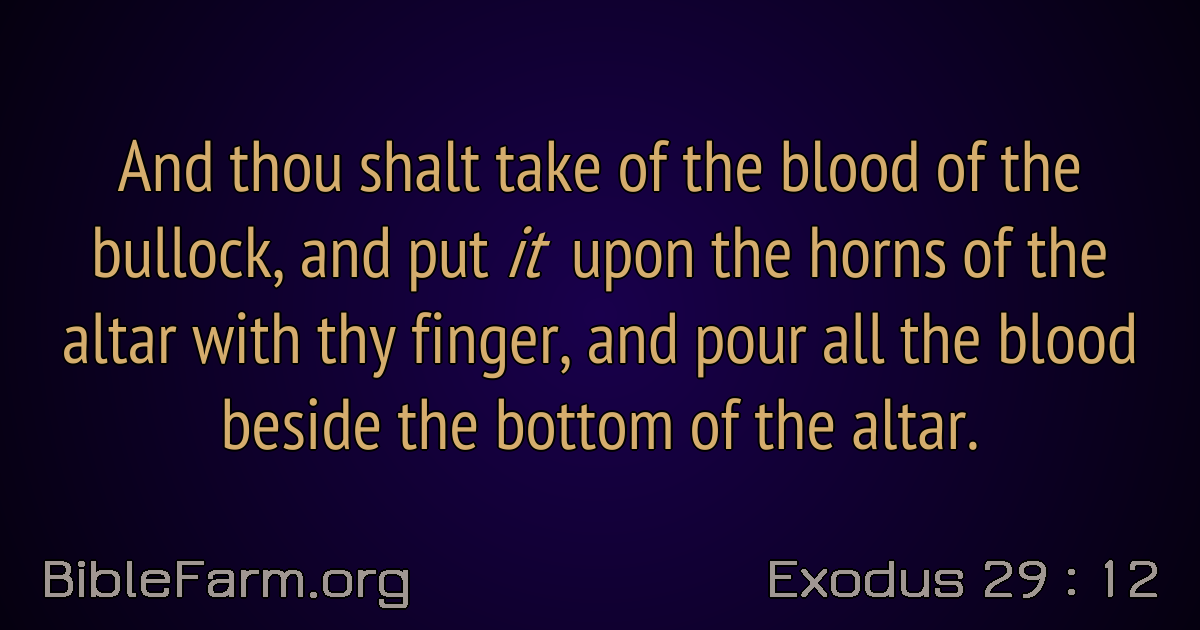 And thou shalt take of the blood of the
bullock, and put it upon the horns of the
altar with thy finger, and pour all the blood
beside the bottom of the altar.
BibleFarm.org
Exodus 29 : 12